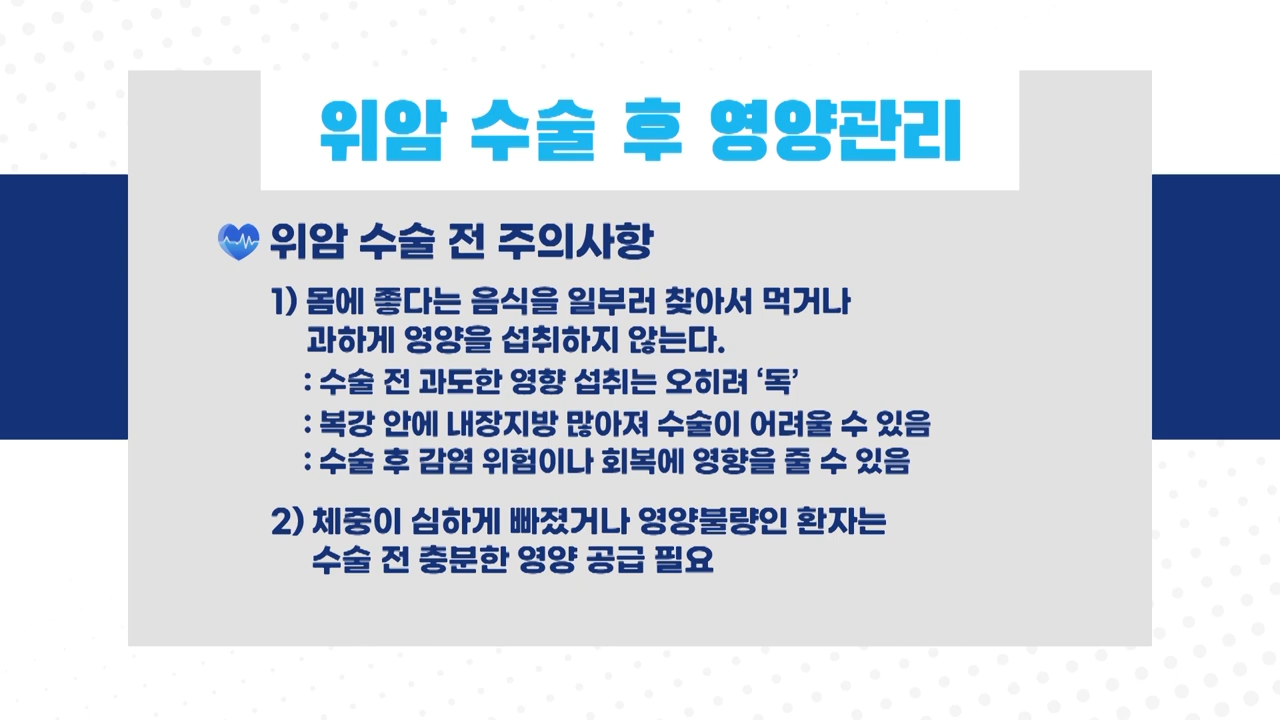 위암 수술 후 영양관리
위암 수술 전 주의사항
1) 몸에 좋다는 음식을 일부러 찾아서 먹거나
과하게 영양을 섭취하지 않는다.
: 수술 전 과도한 영향 섭취는 오히려 ‘독’
: 복강 안에 내장지방 많아져 수술이 어려울 수 있음
: 수술 후 감염 위험이나 회복에 영향을 줄 수 있음
2) 체중이 심하게 빠졌거나 영양불량인 환자는
수술 전 충분한 영양 공급 필요